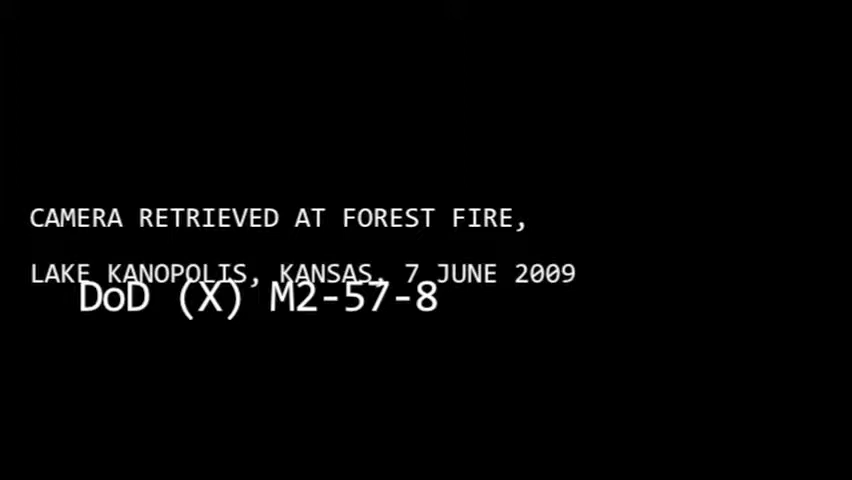 CAMERA RETRIEVED AT FOREST FIRE,
LAKE KANOPOLIS, KANSAS, 7 JUNE 2009
DoD (X) M2-57-8